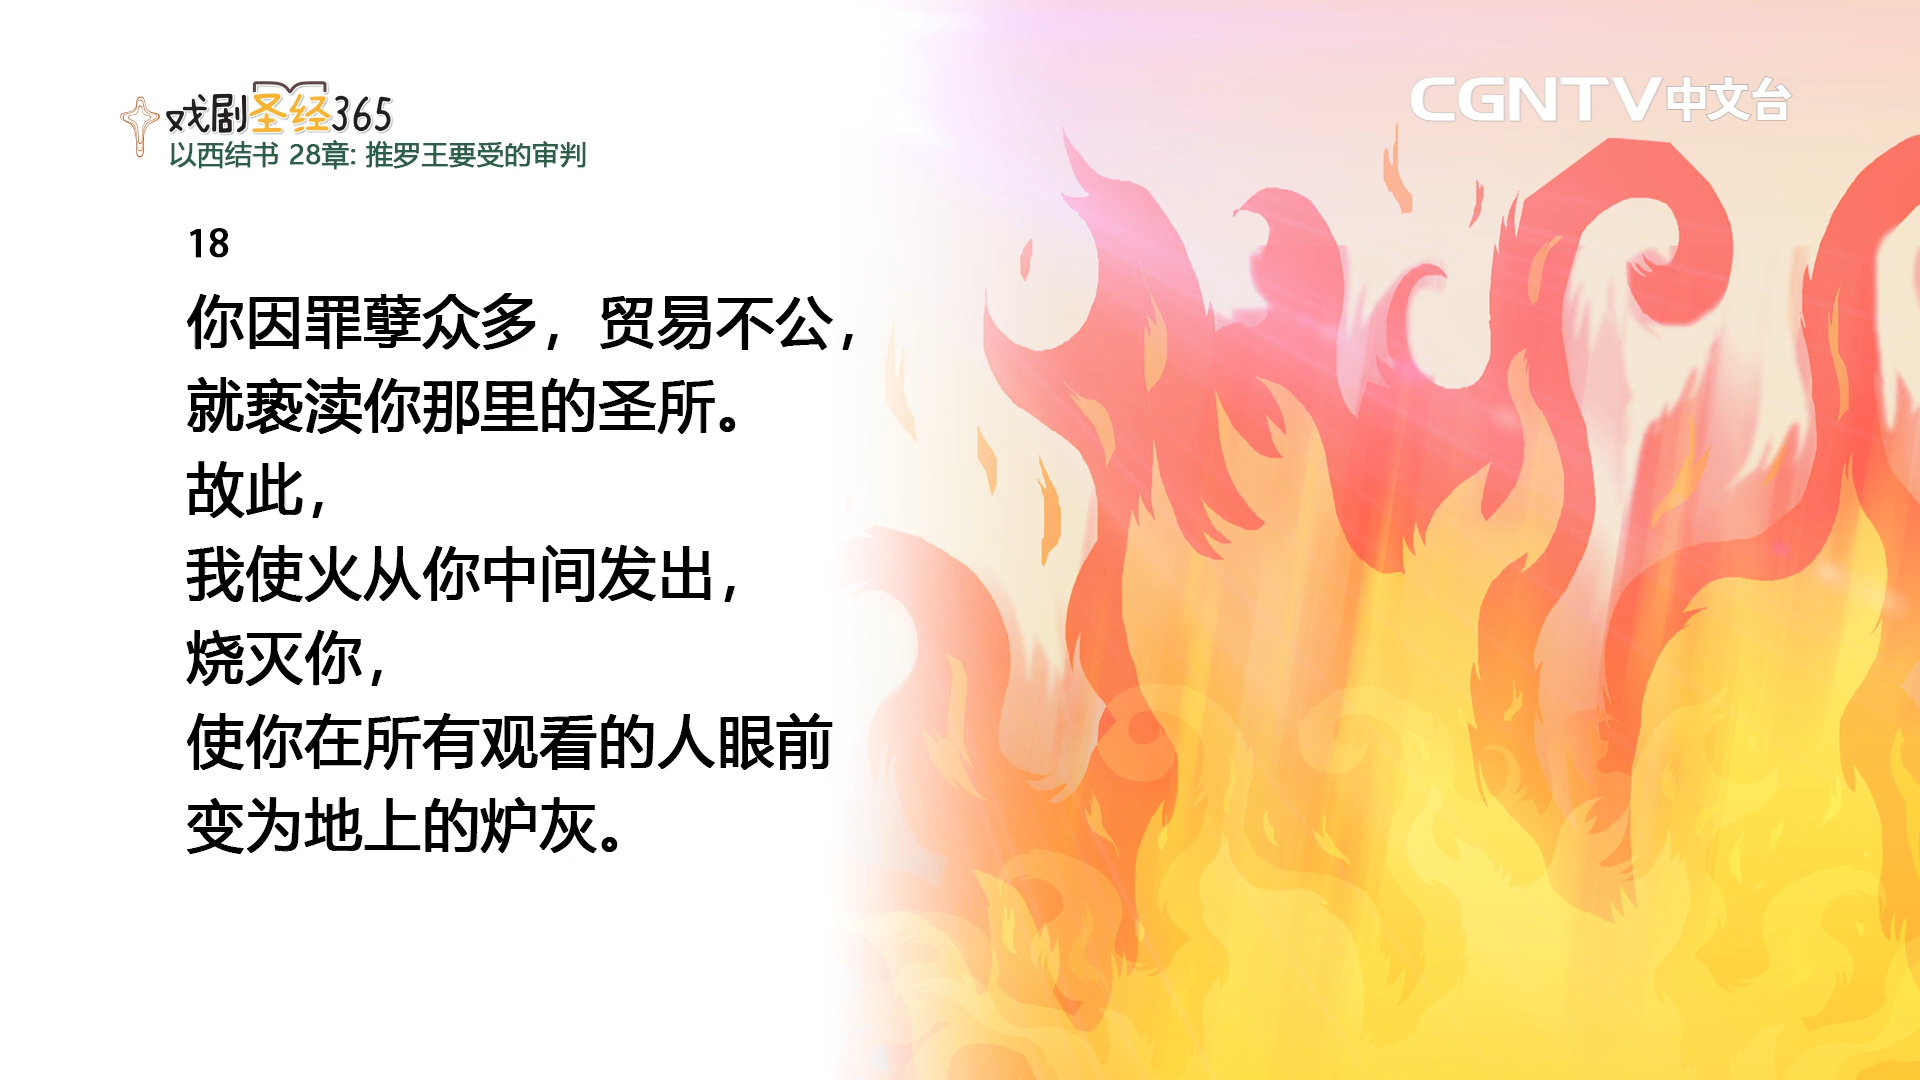 戏剧圣经365
CGNTV中文台
以西结书 28章: 推罗王要受的审判
18
你因罪孽众多，贸易不公，
就亵渎你那里的圣所。
故此，
我使火从你中间发出，
烧灭你，
使你在所有观看的人眼前
变为地上的炉灰。